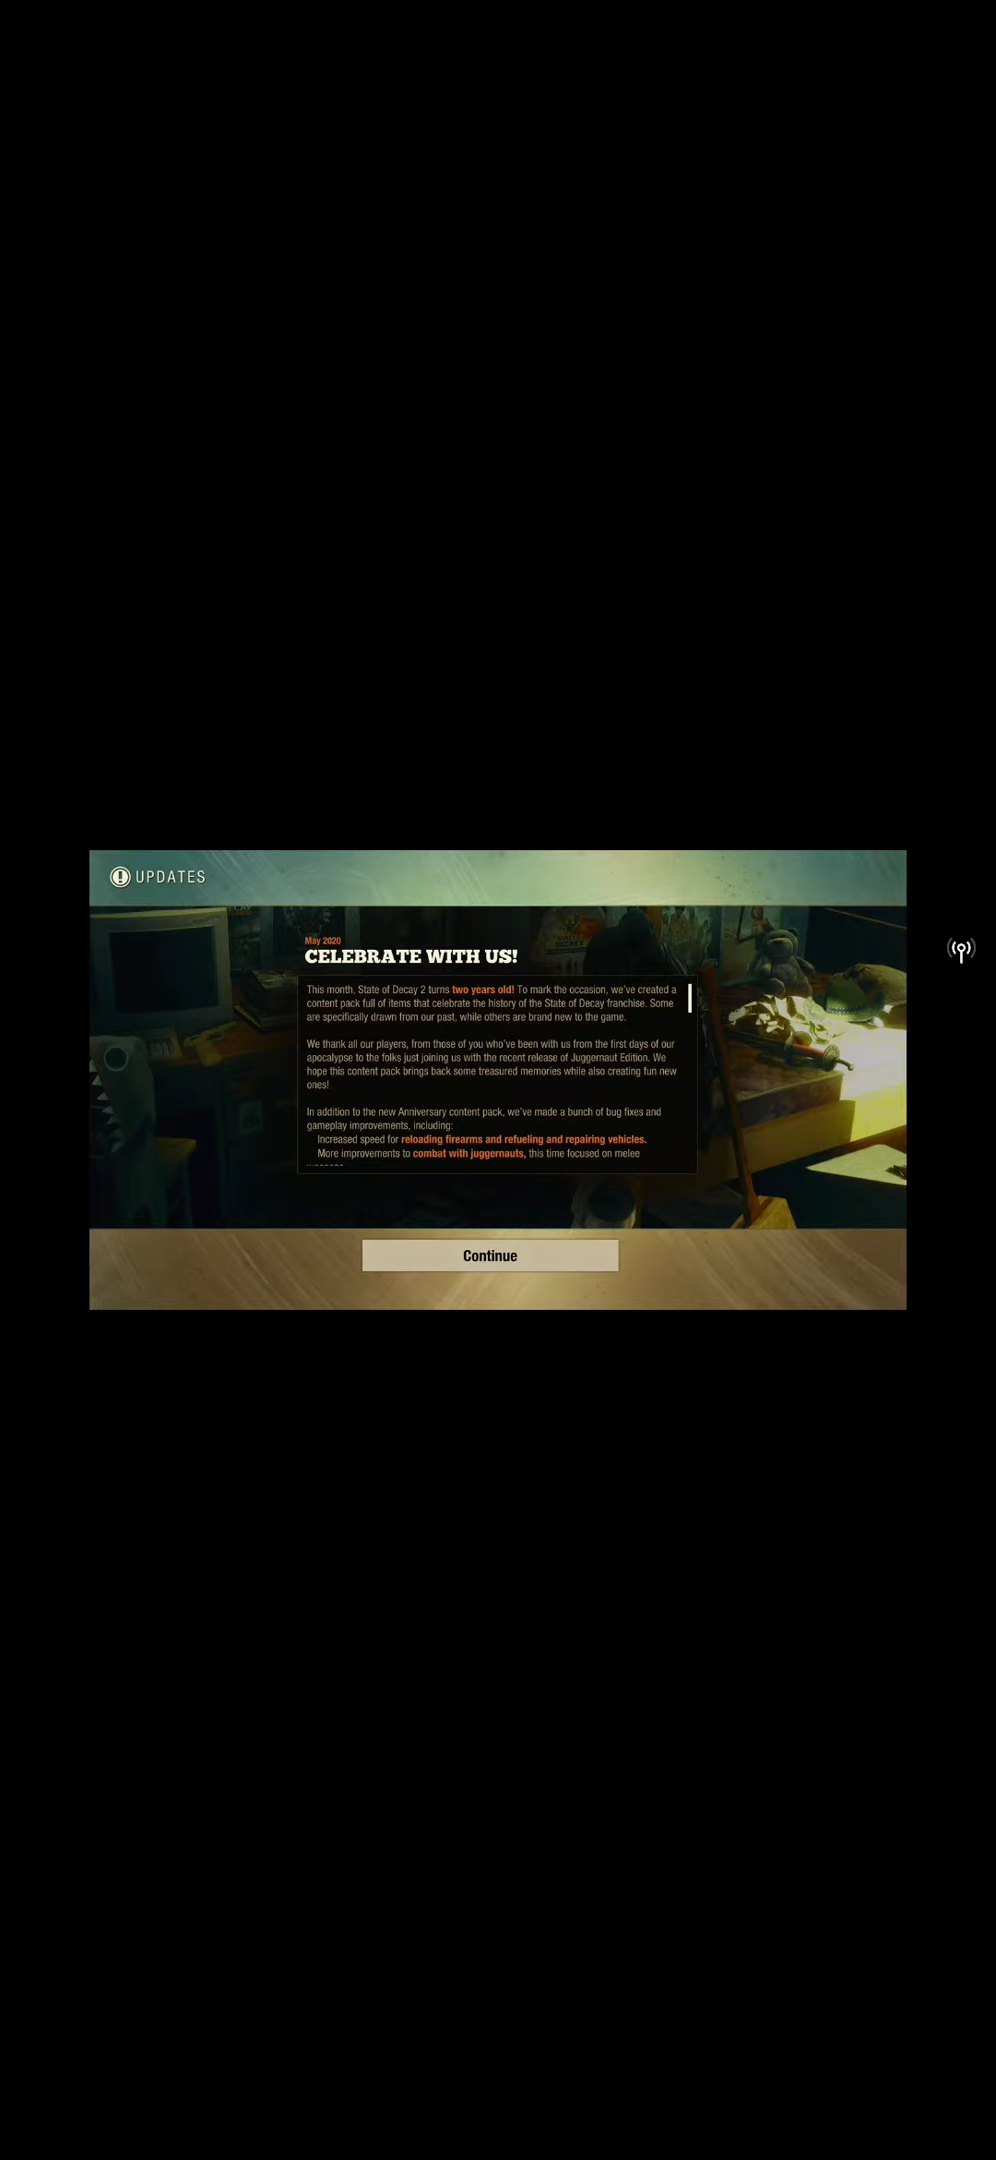 UPDATES
May 2020
CELEBRATE WITH US!
This month, State of Decay 2 turns two years old! To mark the occasion, we've created a
content pack full of items that celebrate the history of the State of Decay franchise. Some
are specifically drawn from our past, while others are brand new to the game.
We thank all our players, from those of you who've been with us from the first days of our
apocalypse to the folks just joining us with the recent release of Juggernaut Edition. We
hope this content pack brings back some treasured memories while also creating fun new
ones!
In addition to the new Anniversary content pack, we've made a bunch of bug fixes and
gameplay improvements, including:
Increased speed for reloading firearms and refueling and repairing vehicles.
More improvements to combat with juggernauts, this time focused on melee
Continue